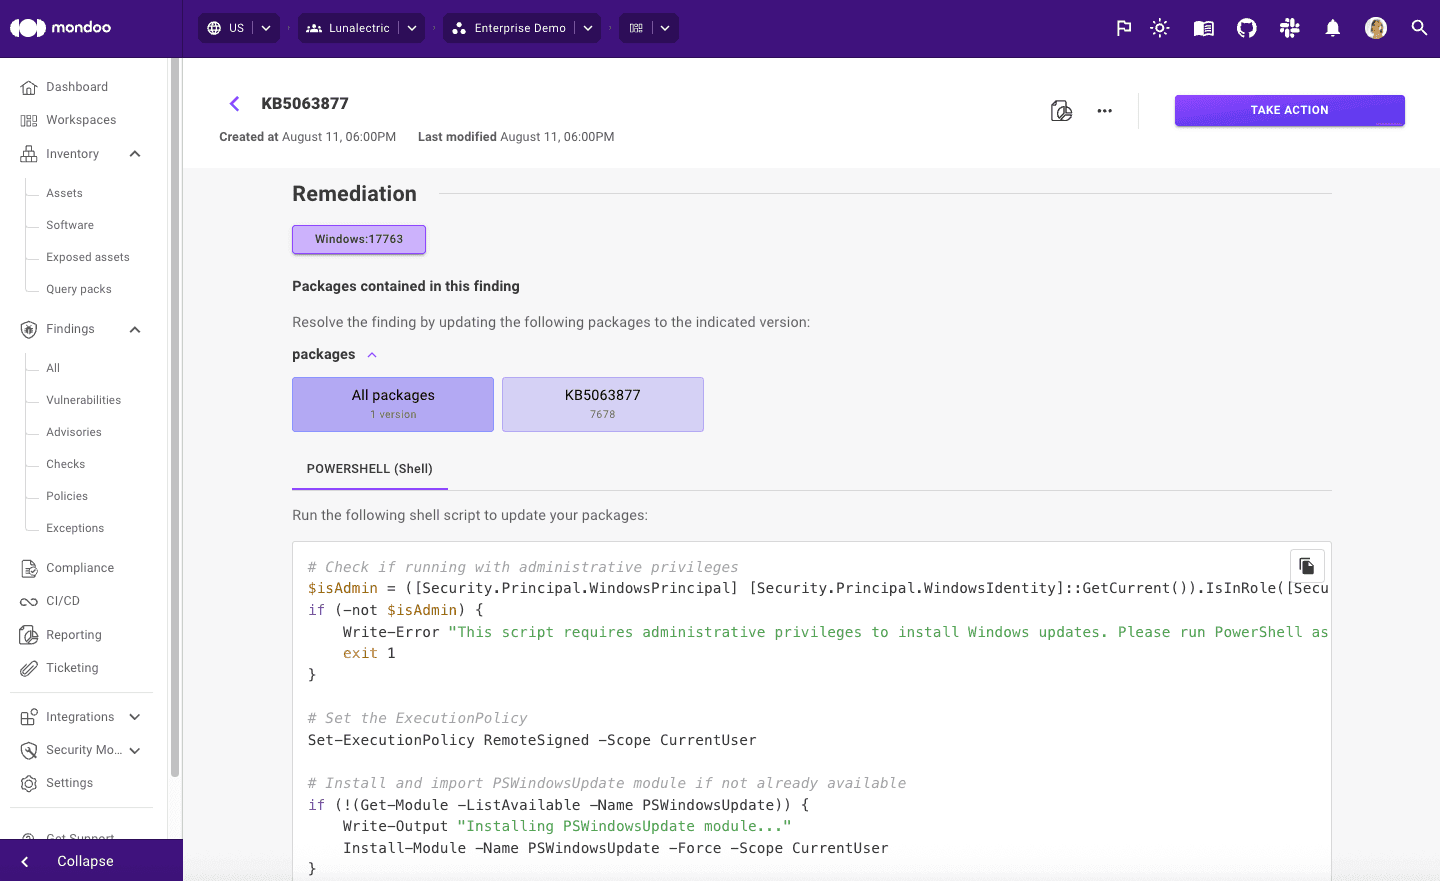 mondoo
US
Lunalectric
Enterprise Demo
Dashboard
Workspaces
Inventory
Assets
Software
Exposed assets
Query packs
Findings
All
Vulnerabilities
Advisories
Checks
Policies
Exceptions
Compliance
CI/CD
Reporting
Ticketing
Integrations
Security Mo...
Settings
Get Support
Collapse
KB5063877
Created at August 11, 06:00PM Last modified August 11, 06:00PM
TAKE ACTION
Remediation
Windows:17763
Packages contained in this finding
Resolve the finding by updating the following packages to the indicated version:
packages
All packages
1 version
KB5063877
7678
POWERSHELL (Shell)
Run the following shell script to update your packages:
# Check if running with administrative privileges
$isAdmin = ([Security.Principal.WindowsPrincipal] [Security.Principal.WindowsIdentity]::GetCurrent()).IsInRole([Secu
if (-not $isAdmin) {
Write-Error "This script requires administrative privileges to install Windows updates. Please run PowerShell as
exit 1
}
# Set the ExecutionPolicy
Set-ExecutionPolicy RemoteSigned -Scope CurrentUser
# Install and import PSWindowsUpdate module if not already available
if (!(Get-Module -ListAvailable -Name PSWindowsUpdate)) {
Write-Output "Installing PSWindowsUpdate module..."
Install-Module -Name PSWindowsUpdate -Force -Scope CurrentUser
}